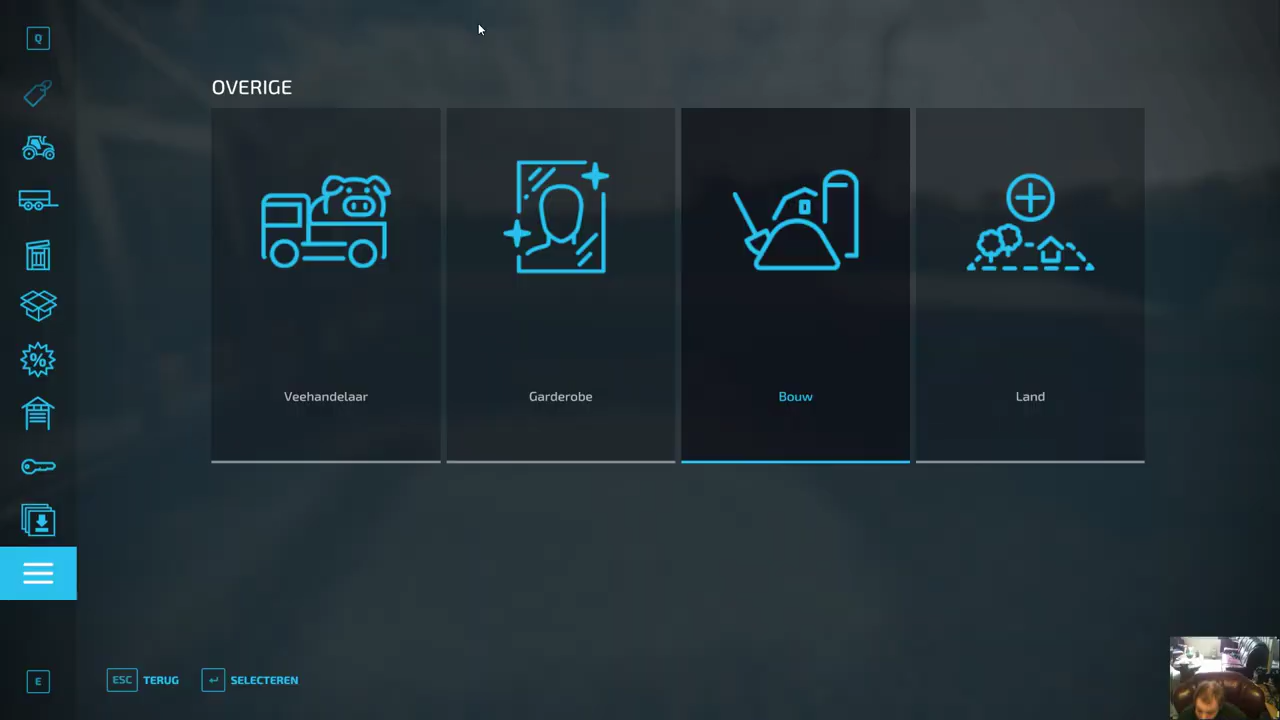 Q
OVERIGE
%
Veehandelaar
Garderobe
Bouw
Land
E
ESC TERUG
SELECTEREN